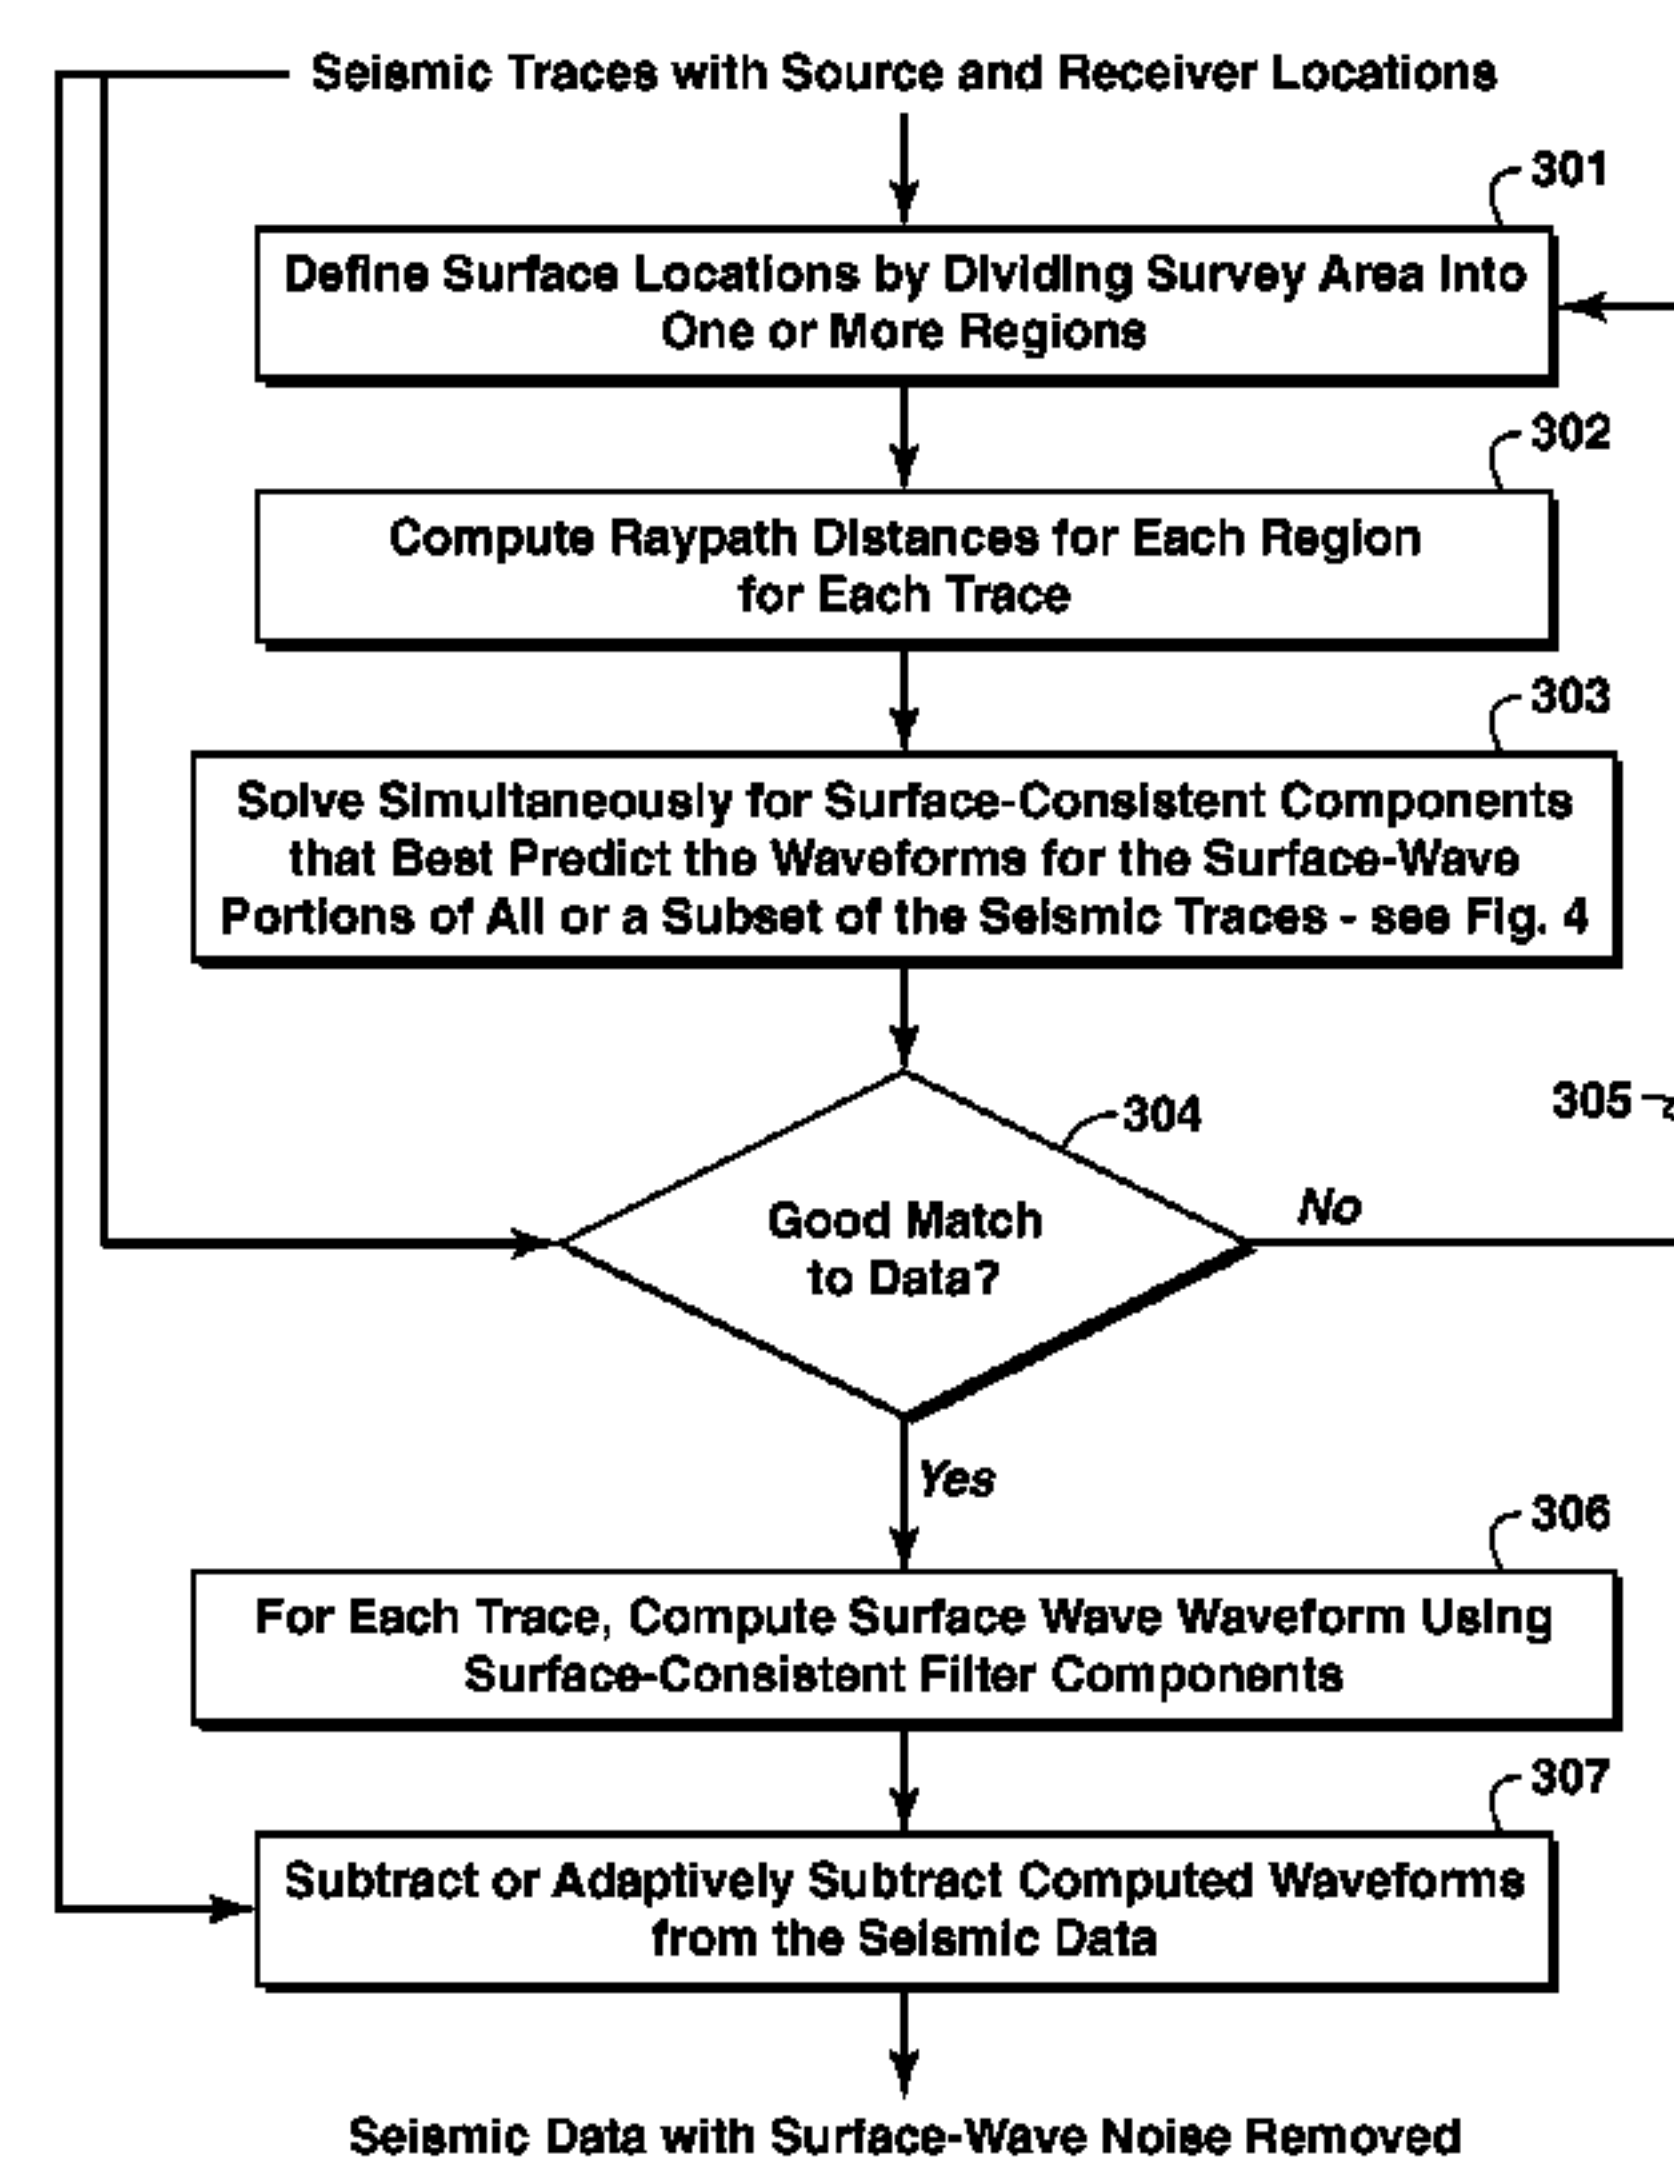 Seismic Traces with Source and Receiver Locations
301
Define Surface Locations by Dividing Survey Area into
One or More Regions
302
Compute Raypath Distances for Each Region
for Each Trace
303
Solve Simultaneously for Surface-Consistent Components
that Best Predict the Waveforms for the Surface-Wave
Portions of All or a Subset of the Seismic Traces - see Fig. 4
304
305
Good Match
to Data?
No
Yes
306
For Each Trace, Compute Surface Wave Waveform Using
Surface-Consistent Filter Components
307
Subtract or Adaptively Subtract Computed Waveforms
from the Seismic Data
Seismic Data with Surface-Wave Noise Removed